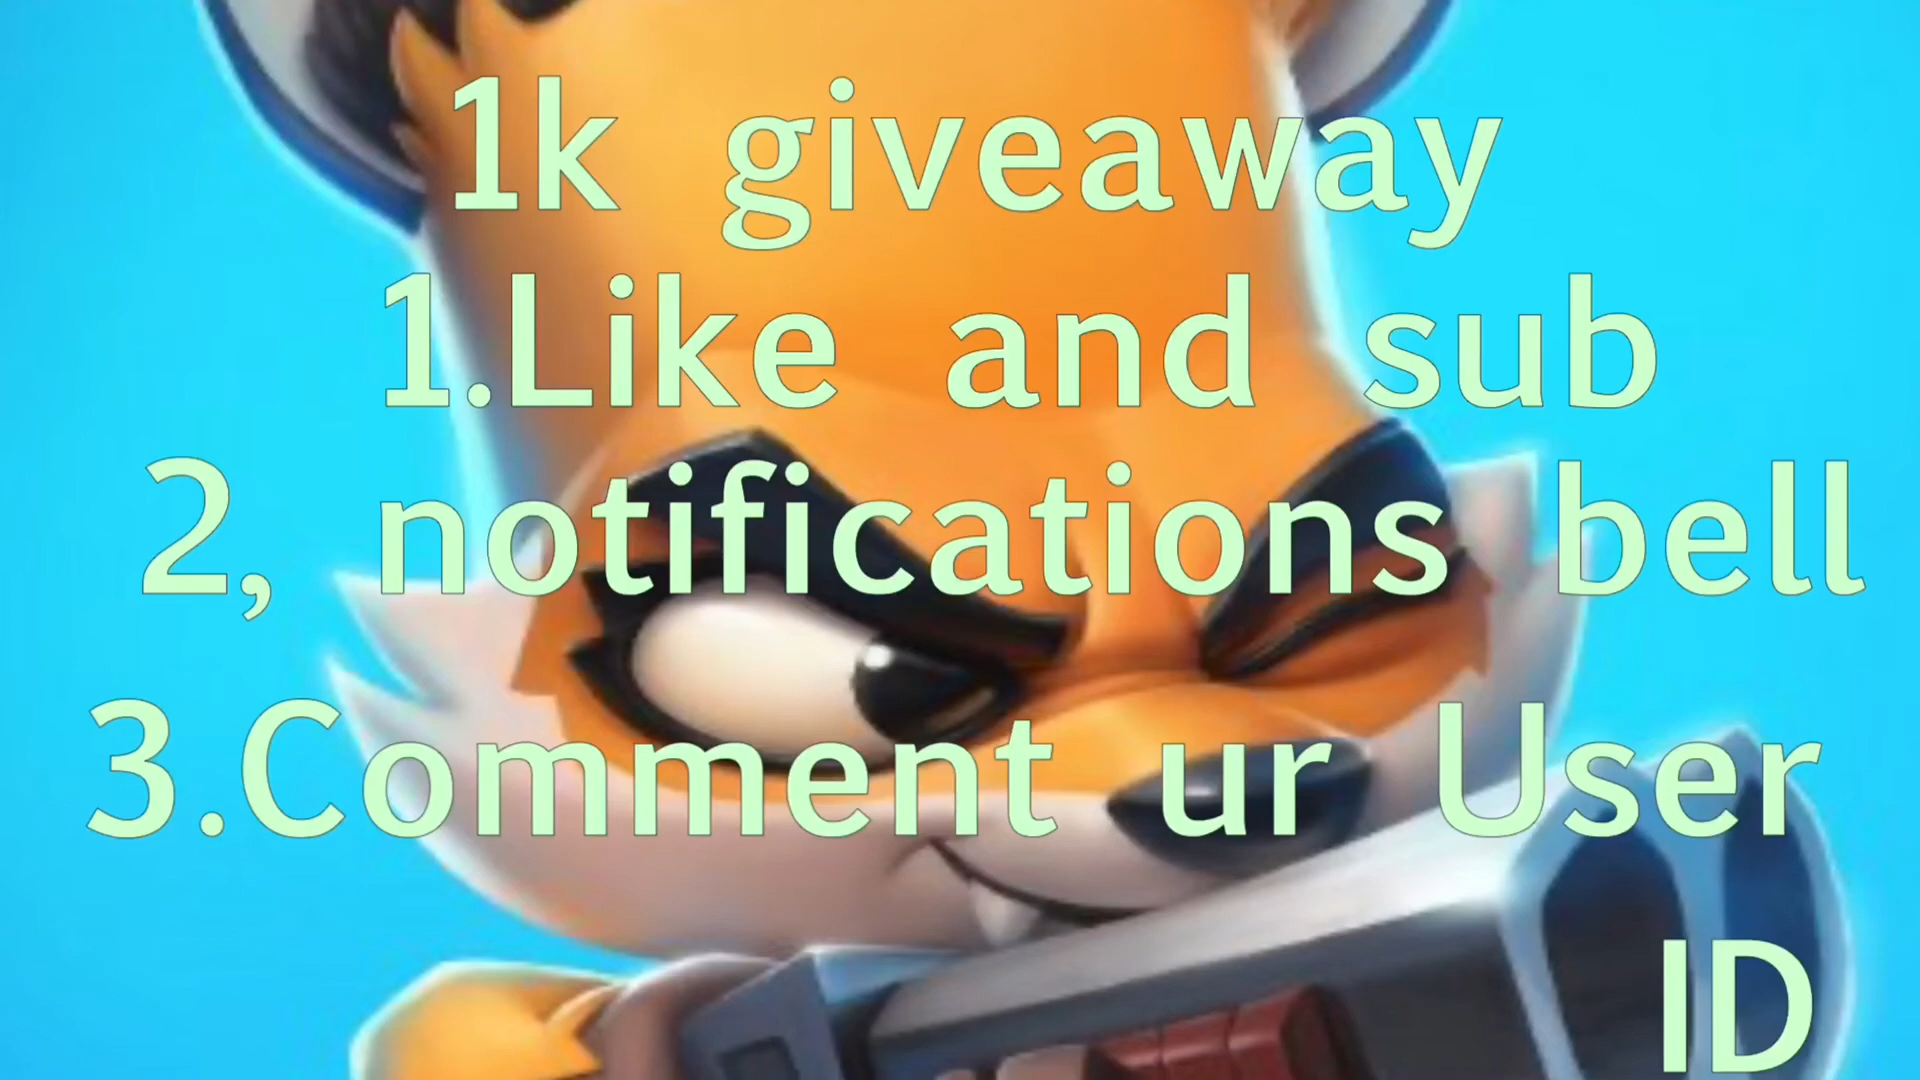 1k giveaway
1.Like and sub
2, notifications bell
3.Comment ur User
ID